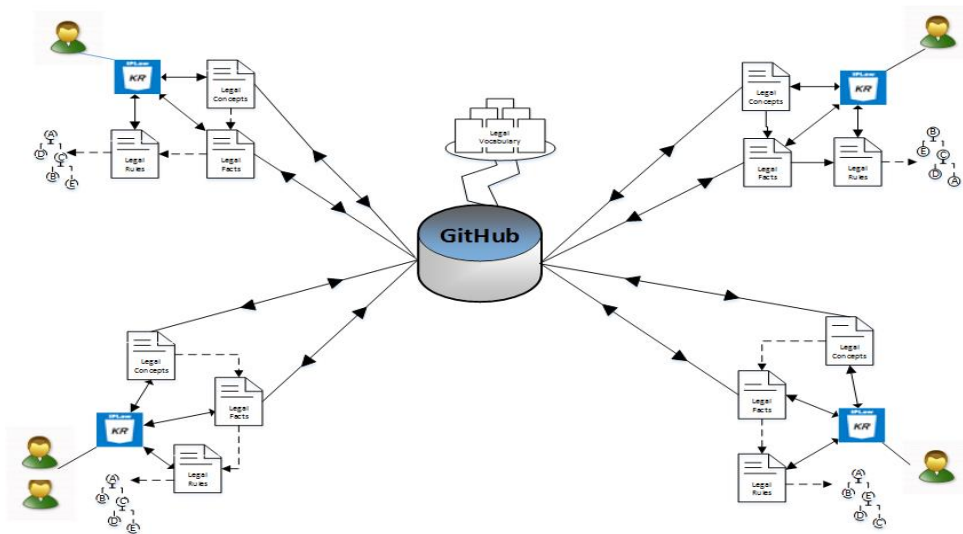 IPLaw
KR
Legal
Concepts
Legal
Rules
Legal
Facts
A
D
C
B
E
Legal
Vocabulary
GitHub
IPLaw
KR
Legal
Concepts
Legal
Facts
Legal
Rules
B
E
C
D
A
Legal
Concepts
Legal
Facts
IPLaw
KR
Legal
Rules
A
B
C
D
E
Legal
Concepts
Legal
Facts
IPLaw
KR
Legal
Rules
A
B
E
D
C